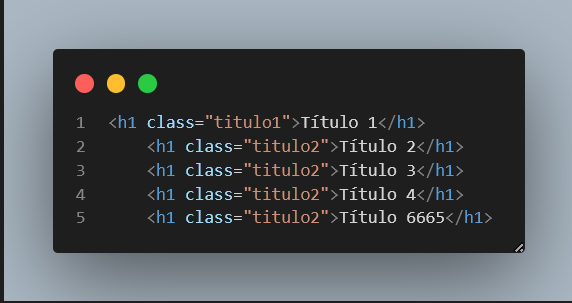 1 <h1 class="titulo1">Título 1</h1>
2 <h1 class="titulo2">Título 2</h1>
3 <h1 class="titulo2">Título 3</h1>
4 <h1 class="titulo2">Título 4</h1>
5 <h1 class="titulo2">Título 6665</h1>